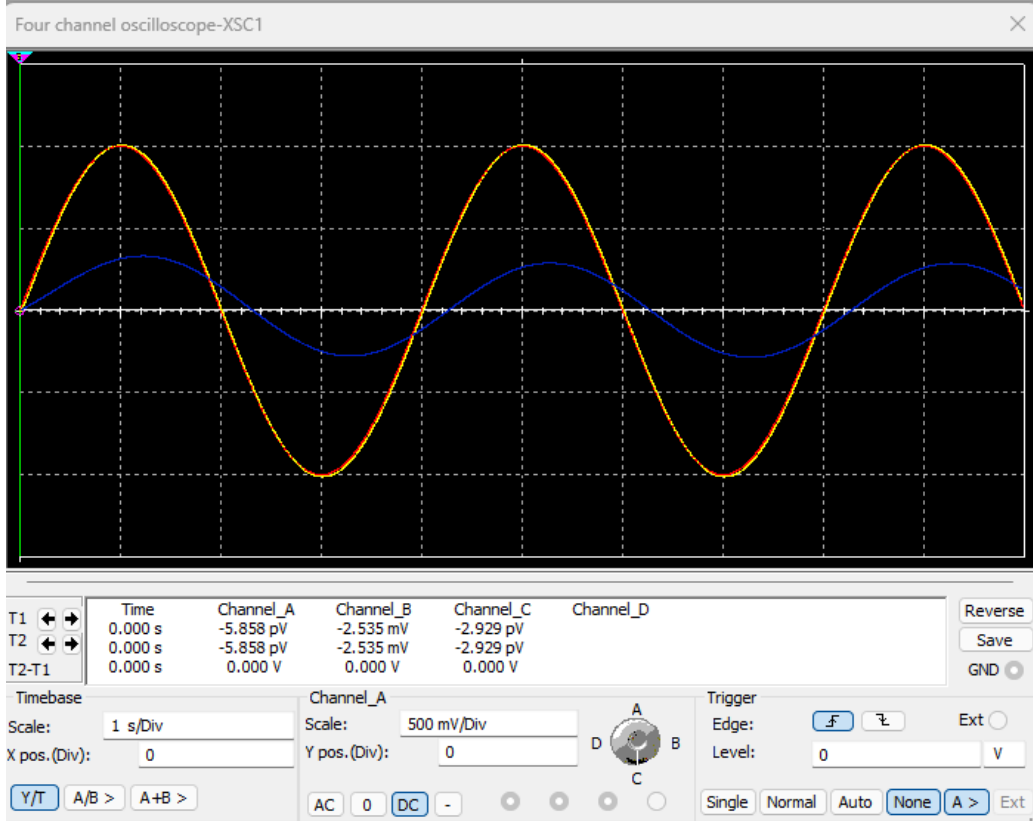 Four channel oscilloscope-XSC1
Time Channel_A Channel_B Channel_C Channel_D
T1 0.000 s -5.858 pV -2.535 mV -2.929 pV
T2 0.000 s -5.858 pV -2.535 mV -2.929 pV
T2-T1 0.000 s 0.000 V 0.000 V 0.000 V
Reverse
Save
GND
Timebase
Scale: 1 s/Div
X pos.(Div): 0
Y/T A/B > A+B >
Channel_A
Scale: 500 mV/Div
Y pos.(Div): 0
AC 0 DC -
A
D B
C
Trigger
Edge: Ext
Level: 0 V
Single Normal Auto None A > Ext